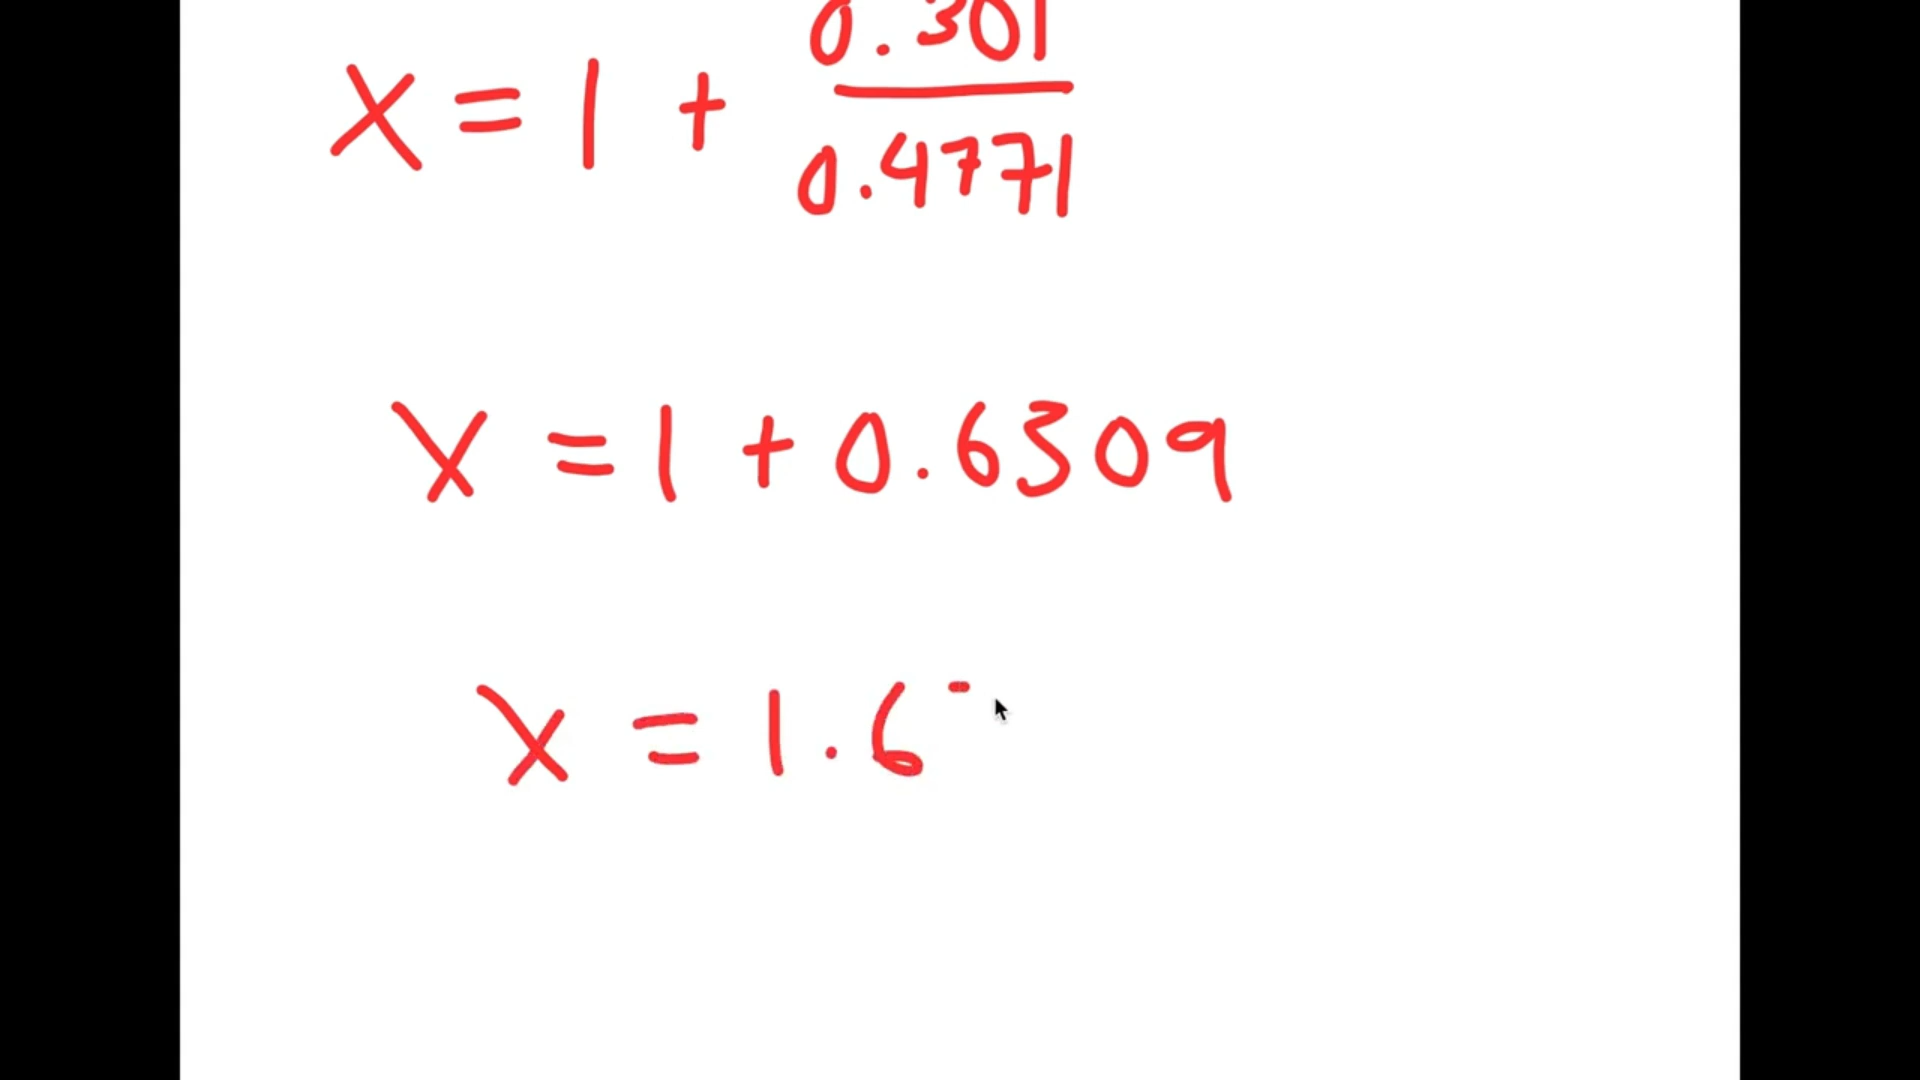 x = 1 + 0.301/0.4771
x = 1 + 0.6309
x = 1.6